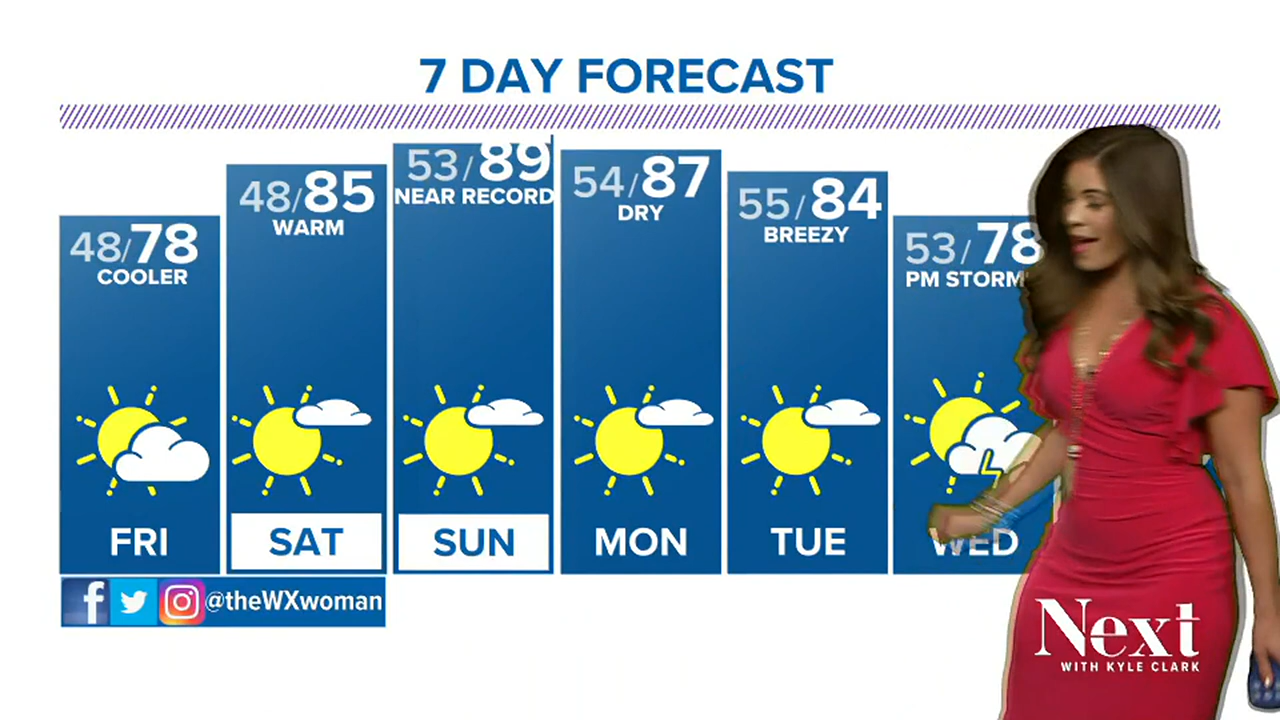 7 DAY FORECAST
48/78
COOLER
FRI
48/85
WARM
SAT
53/89
NEAR RECORD
SUN
54/87
DRY
MON
55/84
BREEZY
TUE
53/78
PM STORM
WED
@theWXwoman
Next
WITH KYLE CLARK